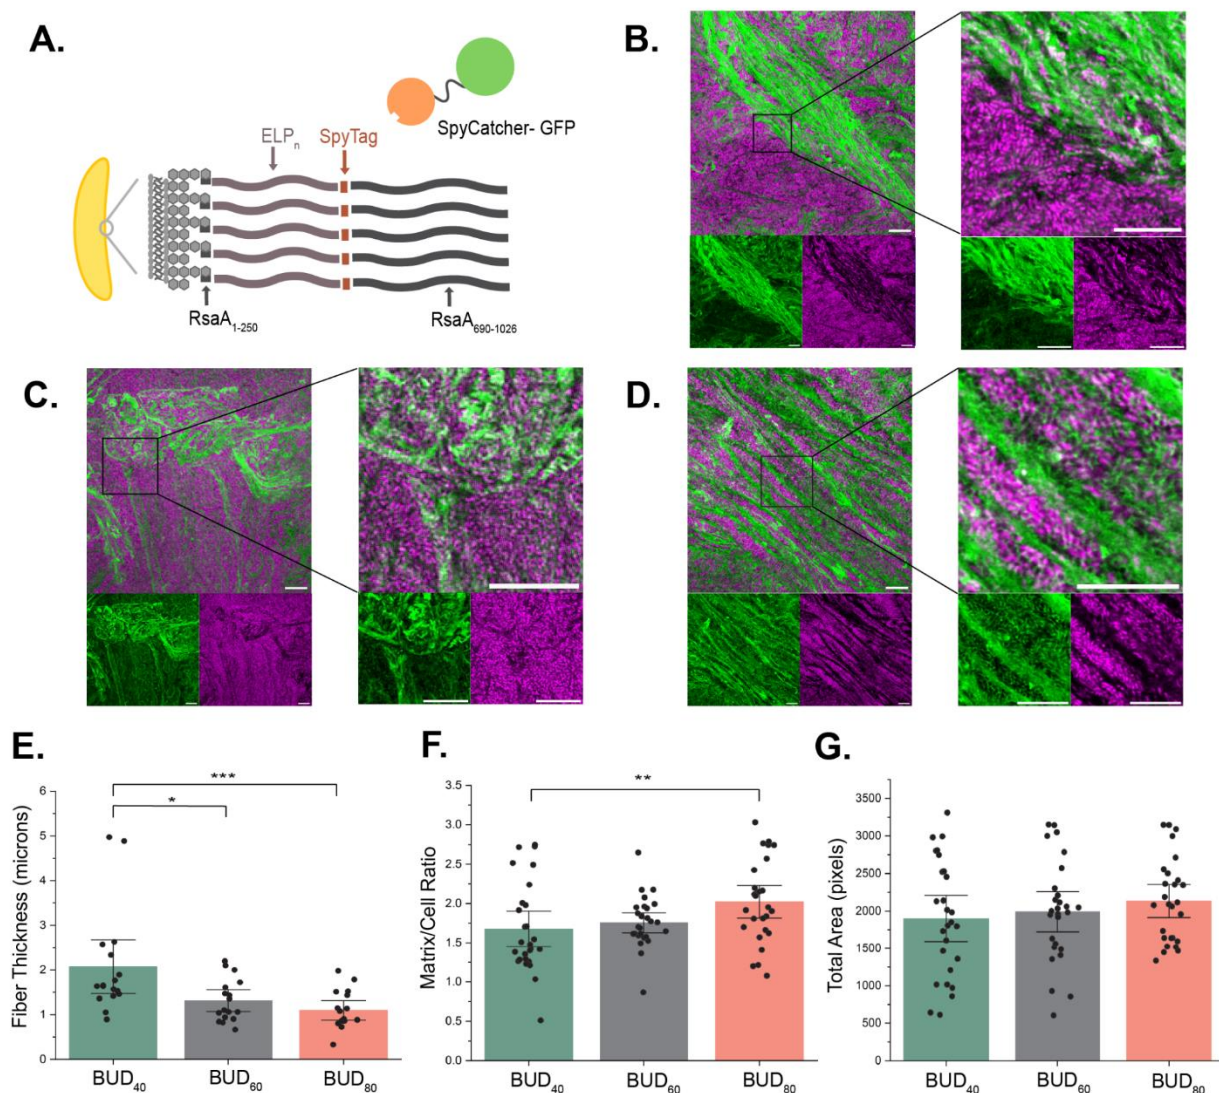 A.
SpyCatcher- GFP
ELPn
SpyTag
RsaA1-250
RsaA690-1026
B.
C.
D.
E.
Fiber Thickness (microns)
6
5
4
3
2
1
0
***
*
BUD40
BUD60
BUD80
F.
Matrix/Cell Ratio
3.5
3.0
2.5
2.0
1.5
1.0
0.5
0.0
**
BUD40
BUD60
BUD80
G.
Total Area (pixels)
3500
3000
2500
2000
1500
1000
500
0
BUD40
BUD60
BUD80